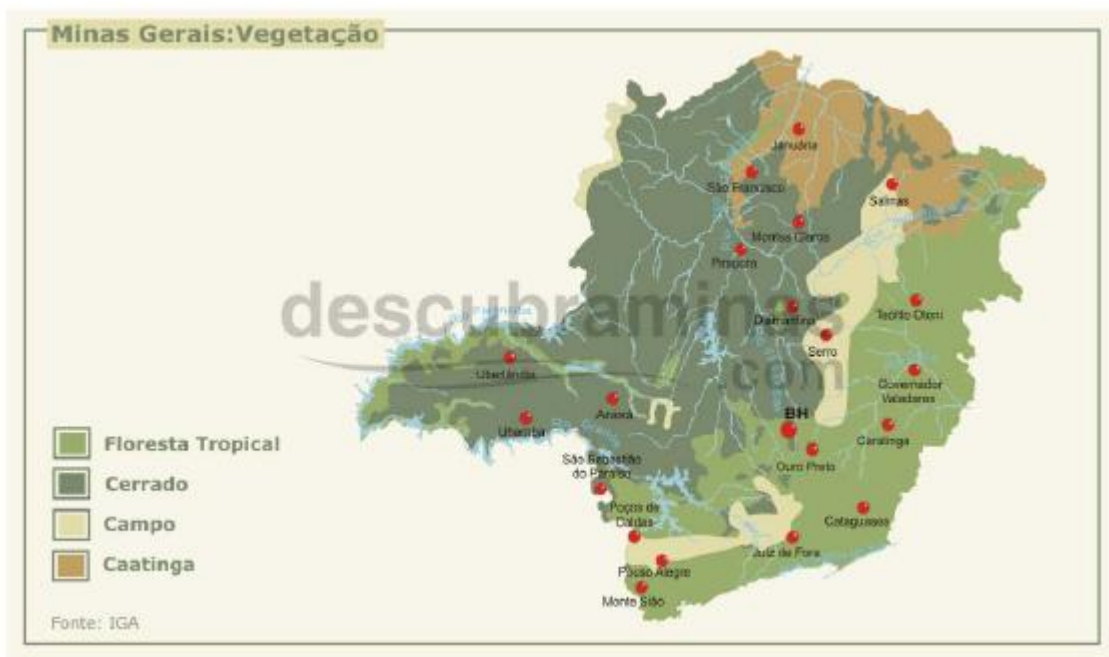 Minas Gerais:Vegetação
Januária
São Francisco
Salinas
Montes Claros
Pirapora
descubraminas
.com
Diamantina
Teófilo Otoni
Serro
Uberlândia
Governador
Valadares
Araxá
BH
Uberaba
Caratinga
São Sebastião
do Paraíso
Ouro Preto
Poços de
Caldas
Cataguases
Juiz de Fora
Pouso Alegre
Monte Sião
Floresta Tropical
Cerrado
Campo
Caatinga
Fonte: IGA